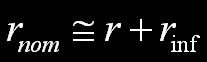 r_nom ≅ r + r_inf